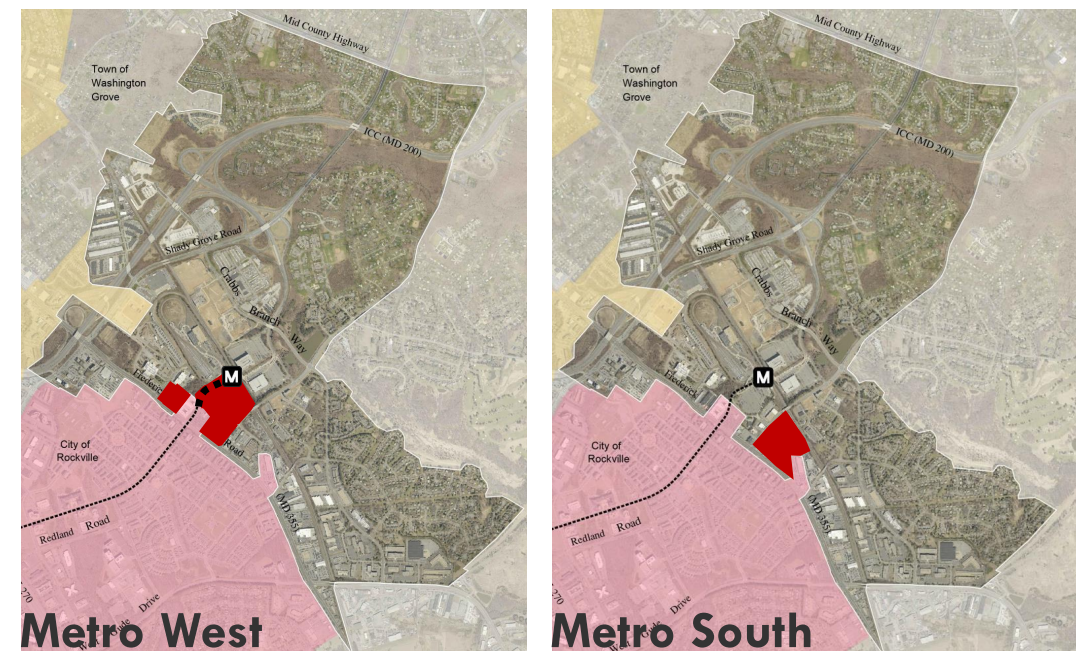 Mid County Highway
Town of
Washington
Grove
ICC (MD 200)
Shady Grove Road
Crabbs
Branch
Way
Frederick
M
Road
City of
Rockville
(MD 355)
Redland Road
270
Drive
Metro West
Mid County Highway
Town of
Washington
Grove
ICC (MD 200)
Shady Grove Road
Crabbs
Branch
Way
Frederick
M
City of
Rockville
(MD 355)
Redland Road
270
Drive
Metro South